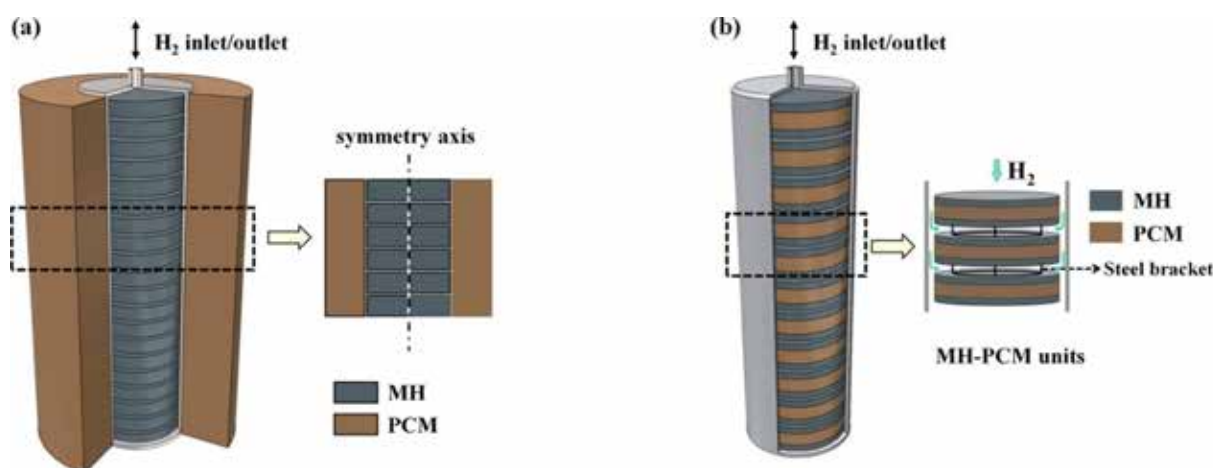 (a)
H₂ inlet/outlet
symmetry axis
MH
PCM
(b)
H₂ inlet/outlet
H₂
MH
PCM
Steel bracket
MH-PCM units